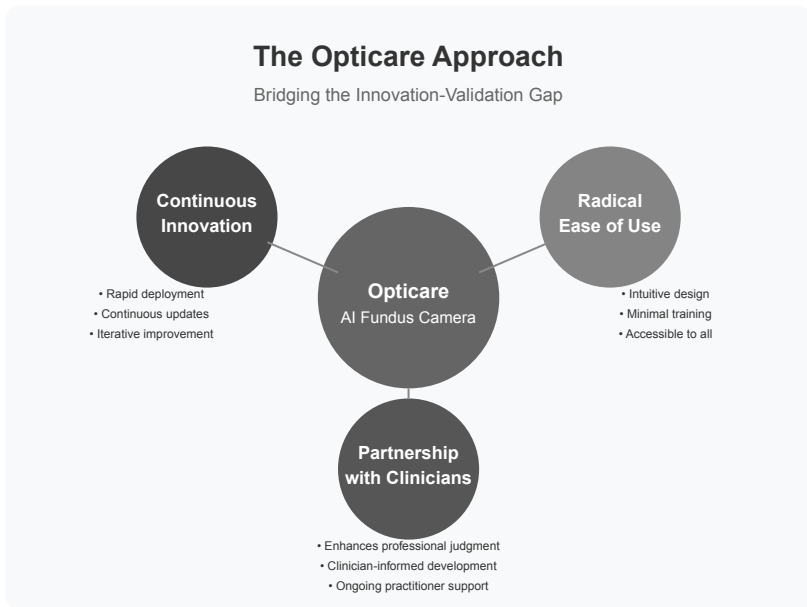 The Opticare Approach
Bridging the Innovation-Validation Gap
Continuous
Innovation
• Rapid deployment
• Continuous updates
• Iterative improvement
Opticare
AI Fundus Camera
Radical
Ease of Use
• Intuitive design
• Minimal training
• Accessible to all
Partnership
with Clinicians
• Enhances professional judgment
• Clinician-informed development
• Ongoing practitioner support